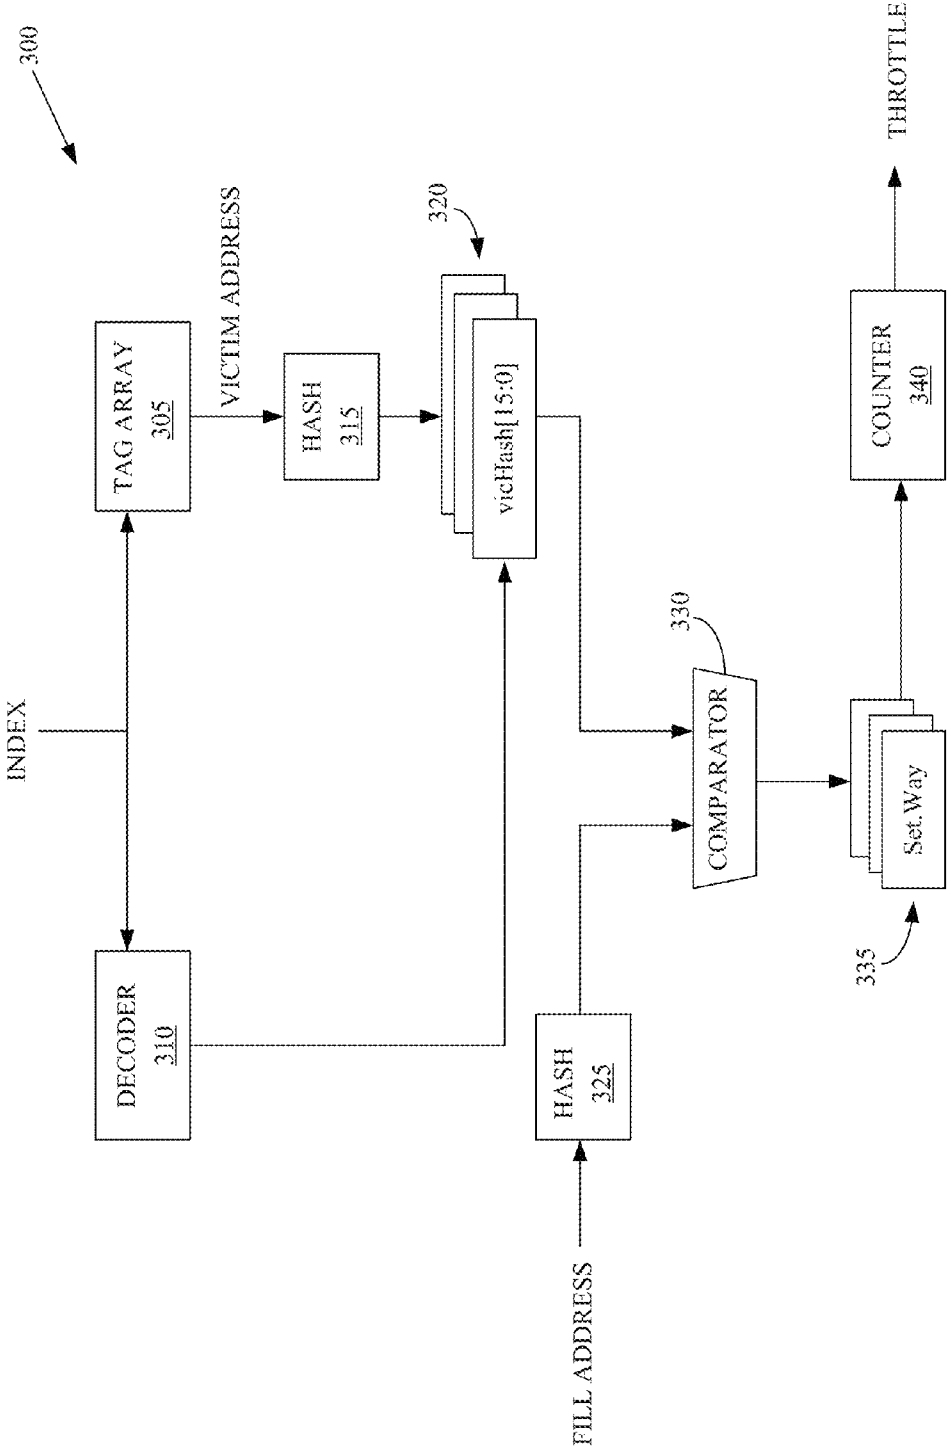 300
INDEX
DECODER
310
TAG ARRAY
305
VICTIM ADDRESS
HASH
315
320
vicHash[15:0]
FILL ADDRESS
HASH
325
COMPARATOR
330
335
Set.Way
COUNTER
340
THROTTLE